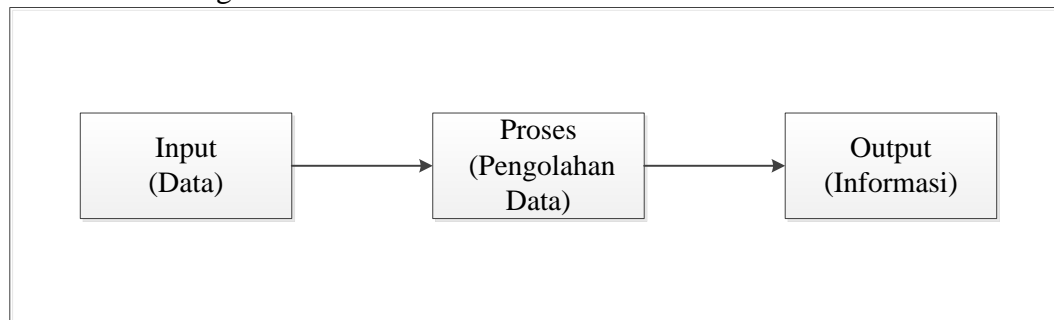 Input
(Data)
Proses
(Pengolahan
Data)
Output
(Informasi)